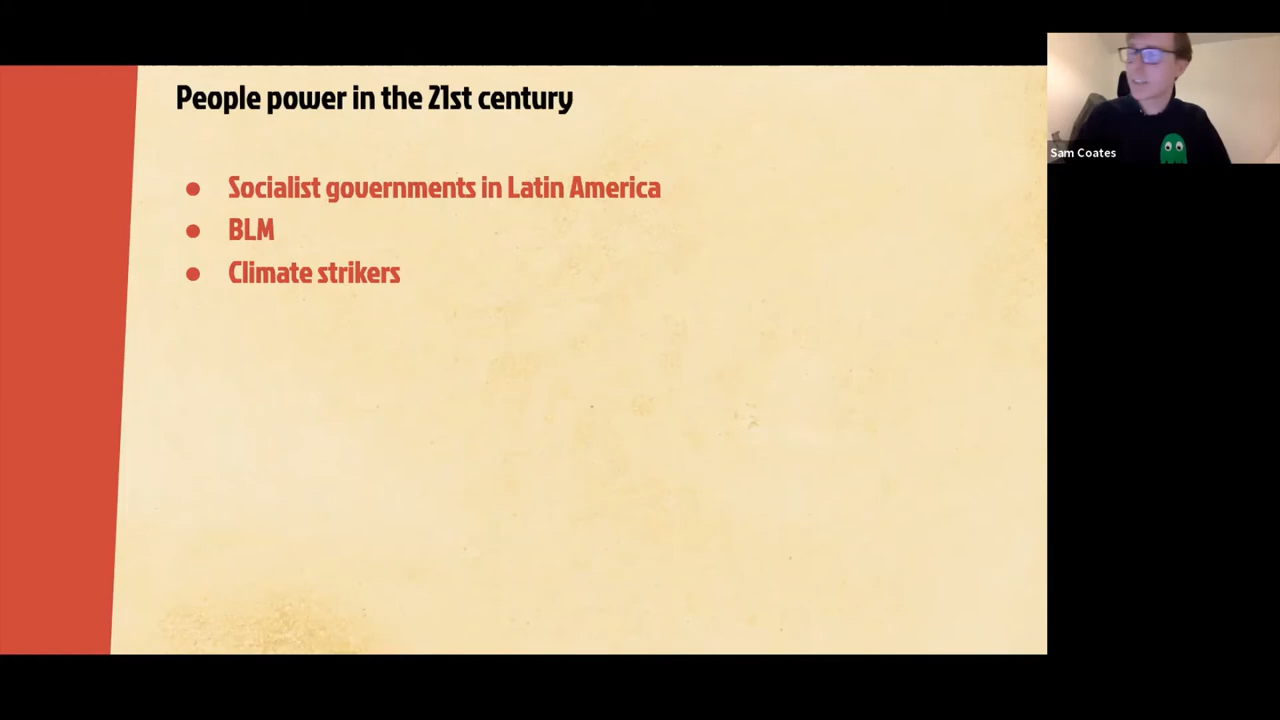 People power in the 21st century
Socialist governments in Latin America
BLM
Climate strikers
Sam Coates